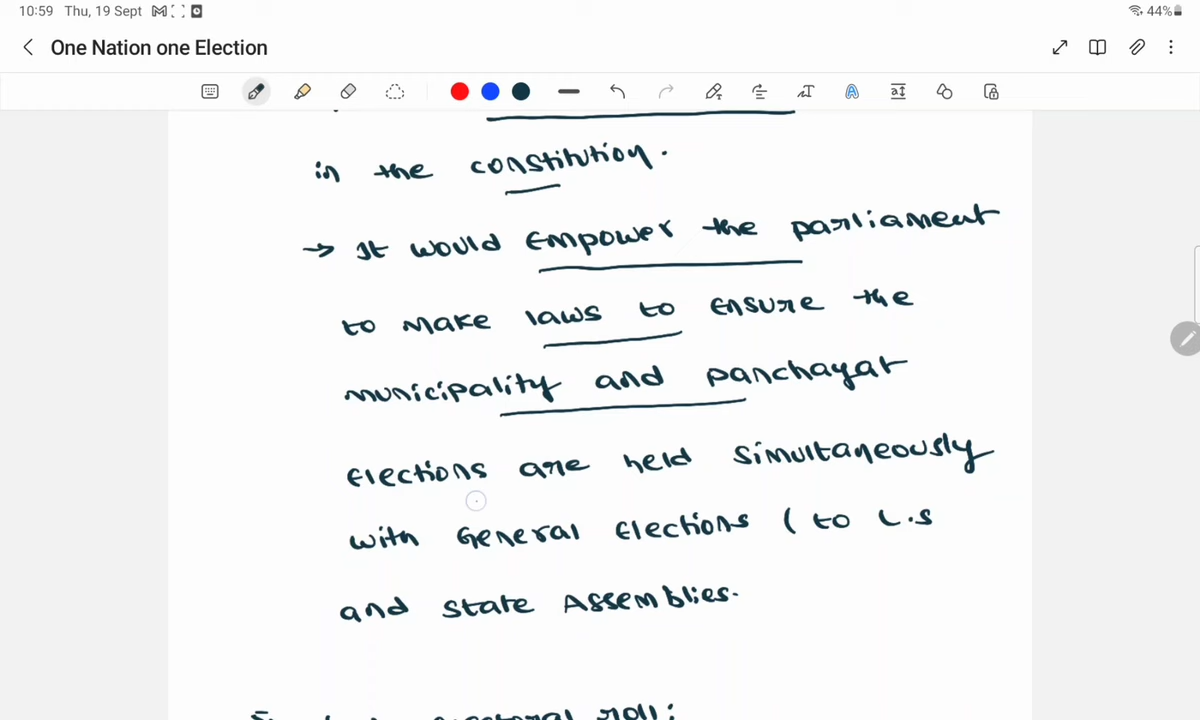 10:59 Thu, 19 Sept 44%
One Nation one Election
in the constitution.
→ It would Empower the parliament
to make laws to Ensure the
municipality and panchayat
Elections are held simultaneously
with General Elections ( to L.S
and state Assemblies.
roll: